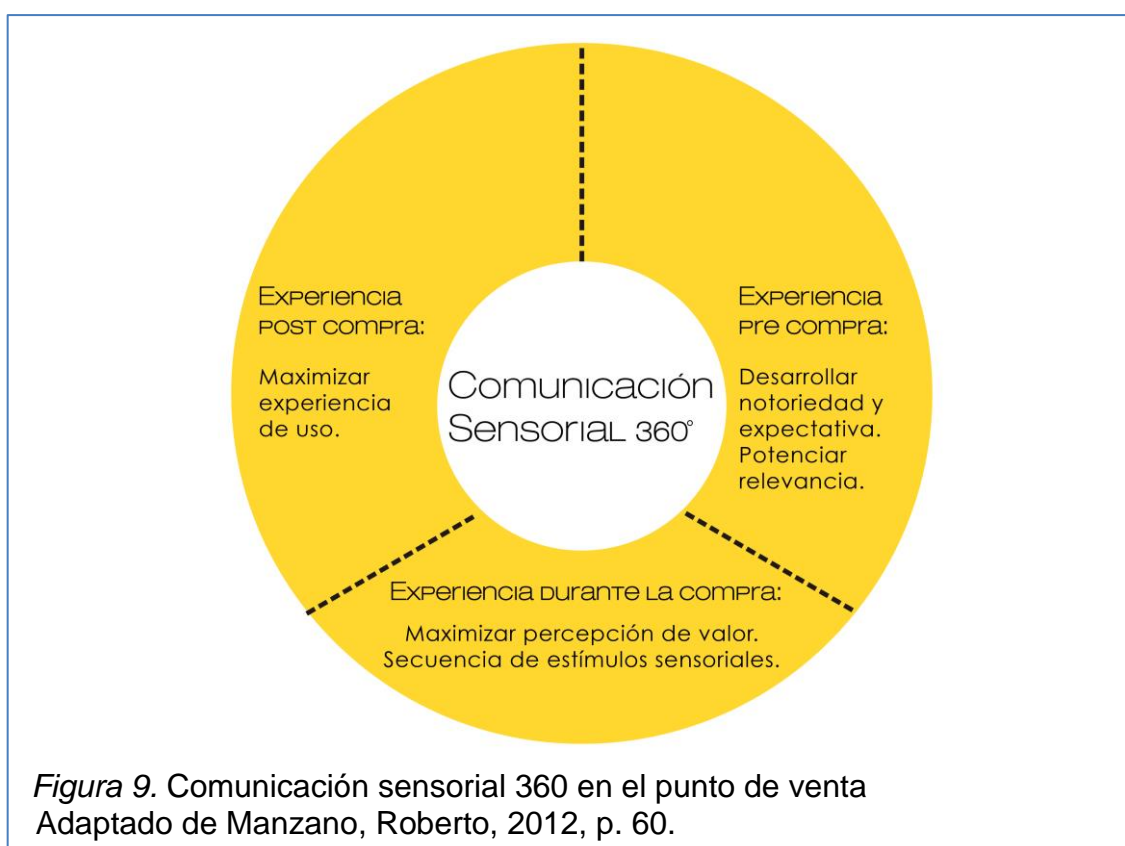 Experiencia
post compra:
Maximizar
experiencia
de uso.
Comunicación
Sensorial 360°
Experiencia
pre compra:
Desarrollar
notoriedad y
expectativa.
Potenciar
relevancia.
Experiencia durante la compra:
Maximizar percepción de valor.
Secuencia de estímulos sensoriales.
Figura 9. Comunicación sensorial 360 en el punto de venta
Adaptado de Manzano, Roberto, 2012, p. 60.